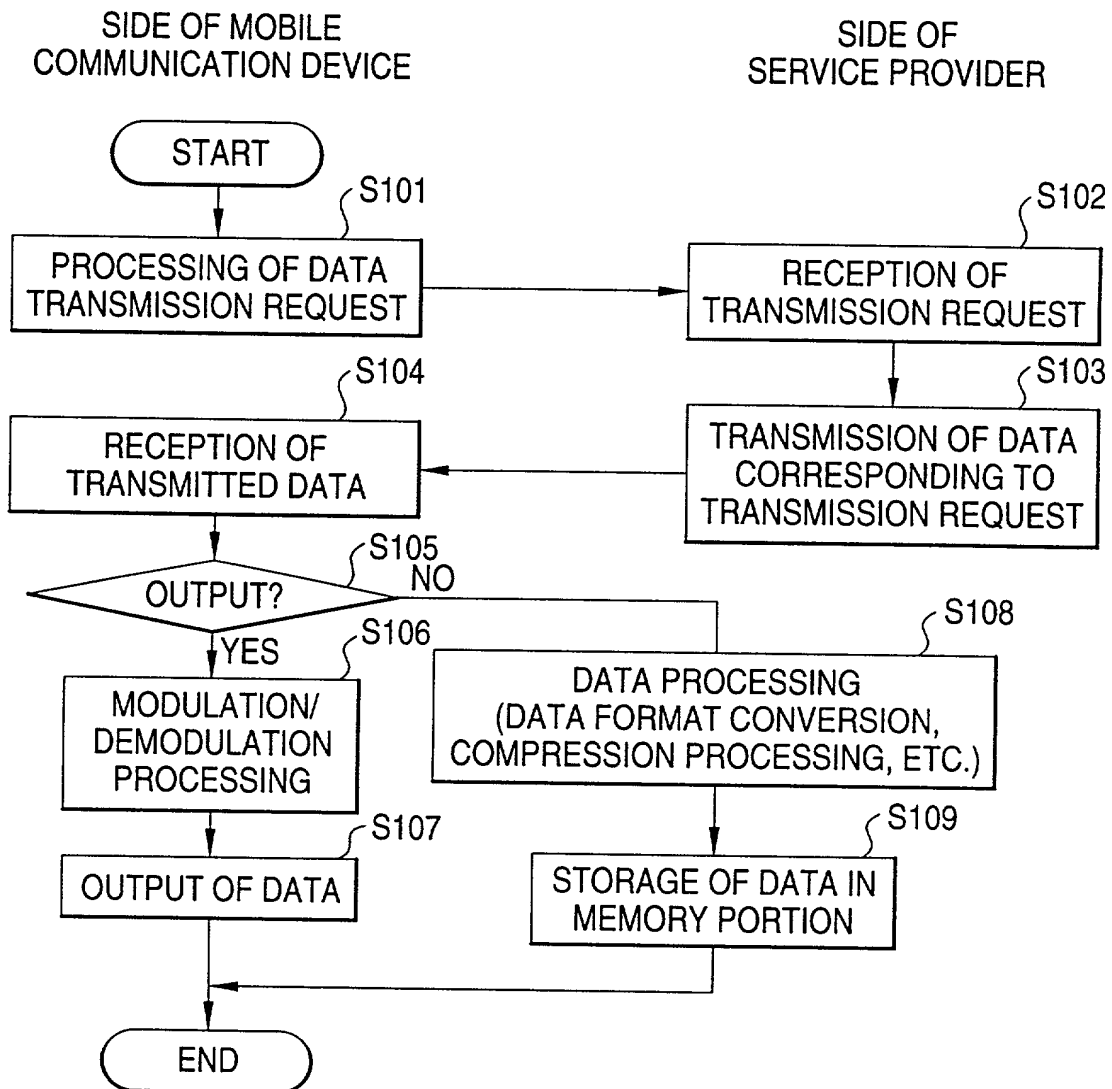 SIDE OF MOBILE
COMMUNICATION DEVICE
SIDE OF
SERVICE PROVIDER
START
S101
PROCESSING OF DATA
TRANSMISSION REQUEST
S102
RECEPTION OF
TRANSMISSION REQUEST
S103
TRANSMISSION OF DATA
CORRESPONDING TO
TRANSMISSION REQUEST
S104
RECEPTION OF
TRANSMITTED DATA
S105
OUTPUT?
NO
YES
S106
MODULATION/
DEMODULATION
PROCESSING
S107
OUTPUT OF DATA
S108
DATA PROCESSING
(DATA FORMAT CONVERSION,
COMPRESSION PROCESSING, ETC.)
S109
STORAGE OF DATA IN
MEMORY PORTION
END